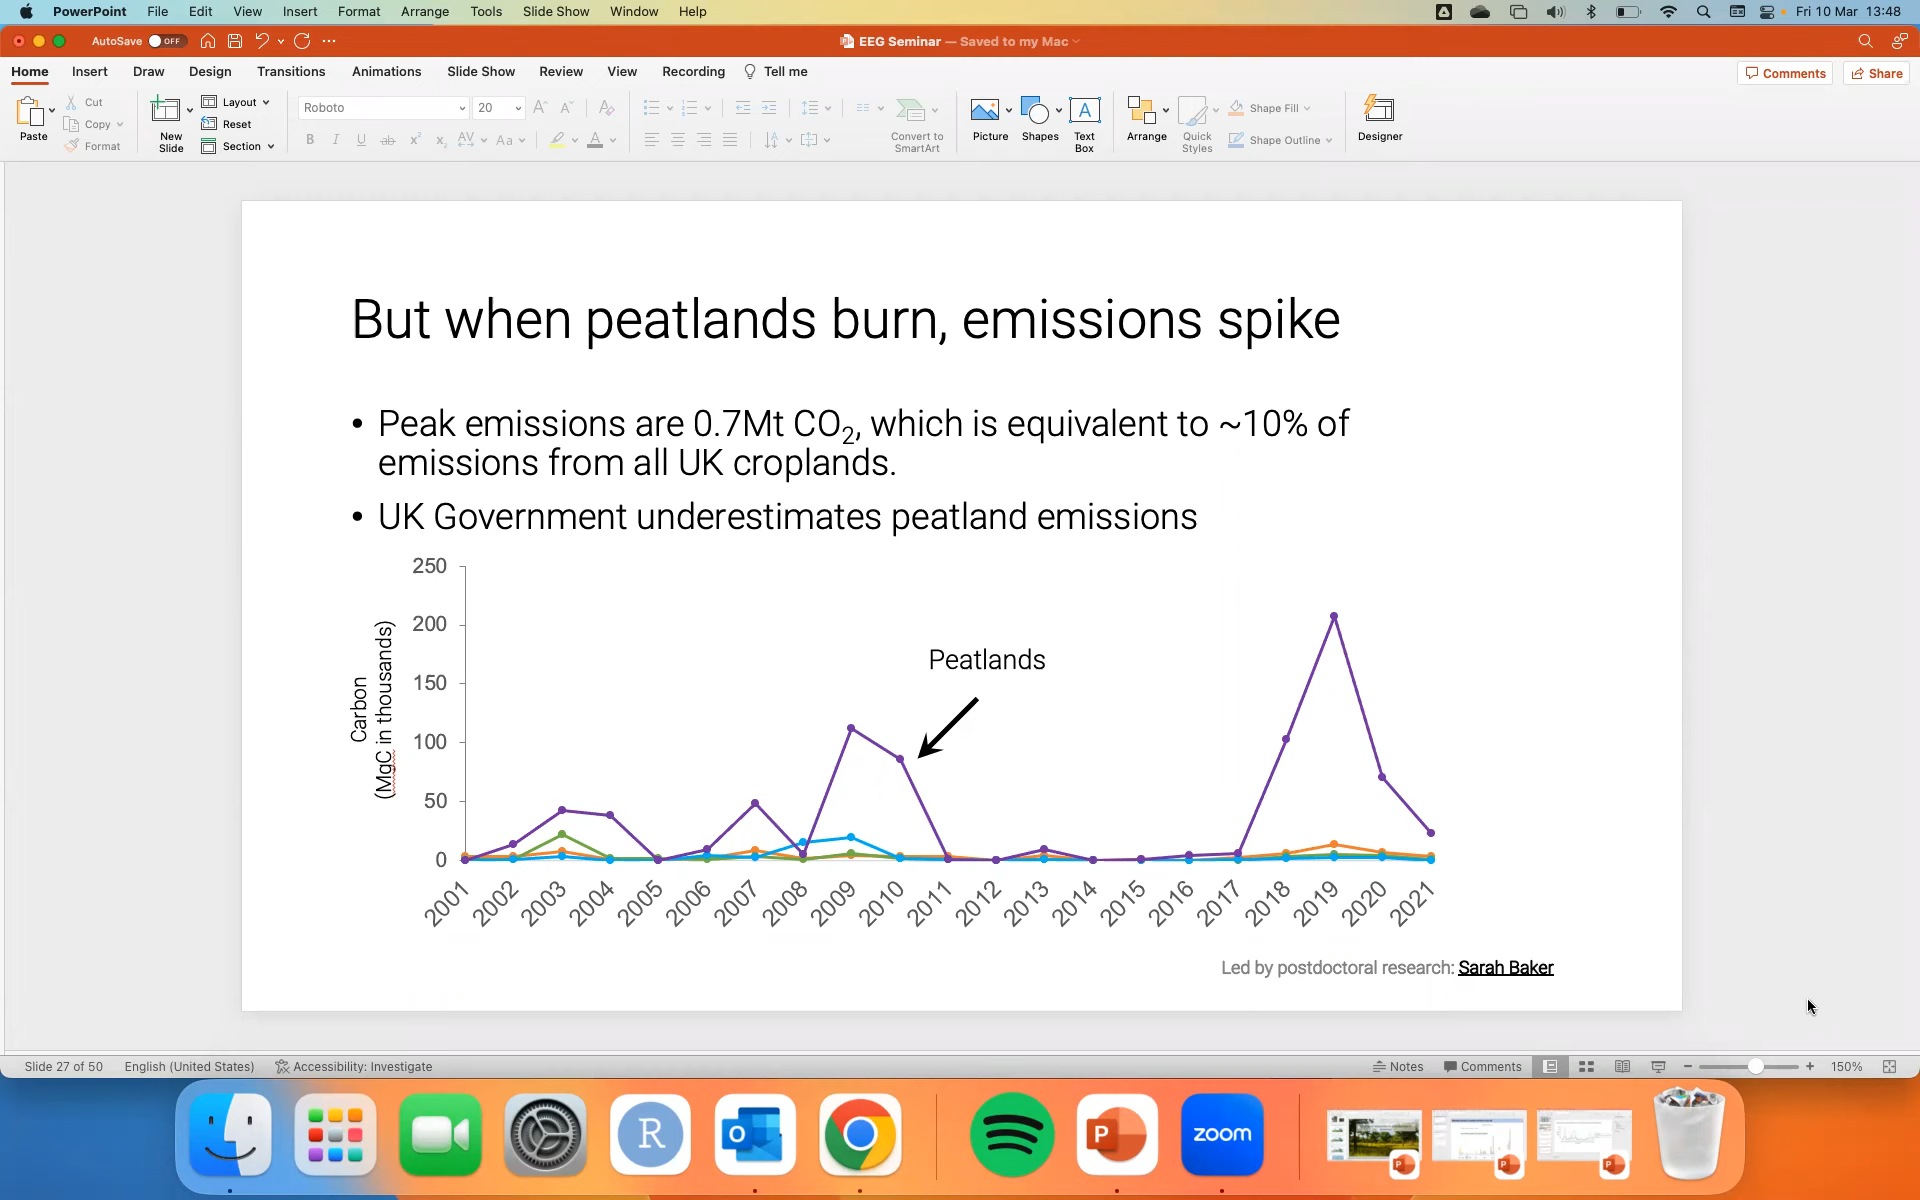 PowerPoint File Edit View Insert Format Arrange Tools Slide Show Window Help Fri 10 Mar 13:48
AutoSave OFF EEG Seminar — Saved to my Mac
Home Insert Draw Design Transitions Animations Slide Show Review View Recording Tell me Comments Share
Paste
Cut
Copy
Format
New Slide
Layout
Reset
Section
Roboto 20
B I U ab x² x₂ AV Aa A
Convert to SmartArt
Picture
Shapes
Text Box
Arrange
Quick Styles
Shape Fill
Shape Outline
Designer
But when peatlands burn, emissions spike
• Peak emissions are 0.7Mt CO₂, which is equivalent to ~10% of
emissions from all UK croplands.
• UK Government underestimates peatland emissions
250
200
150
100
50
0
Carbon
(MgC in thousands)
Peatlands
2001 2002 2003 2004 2005 2006 2007 2008 2009 2010 2011 2012 2013 2014 2015 2016 2017 2018 2019 2020 2021
Led by postdoctoral research: Sarah Baker
Slide 27 of 50 English (United States) Accessibility: Investigate Notes Comments 150%
R
O
P
zoom